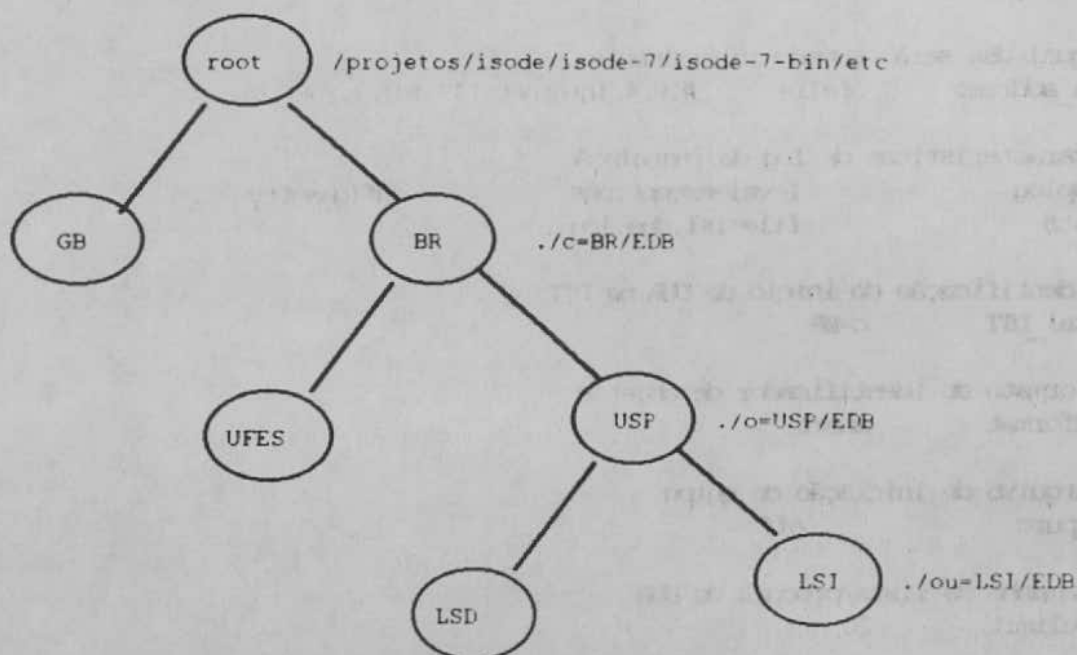 root /projetos/isode/isode-7/isode-7-bin/etc
GB
BR ./c=BR/EDB
UFES
USP ./o=USP/EDB
LSD
LSI ./ou=LSI/EDB